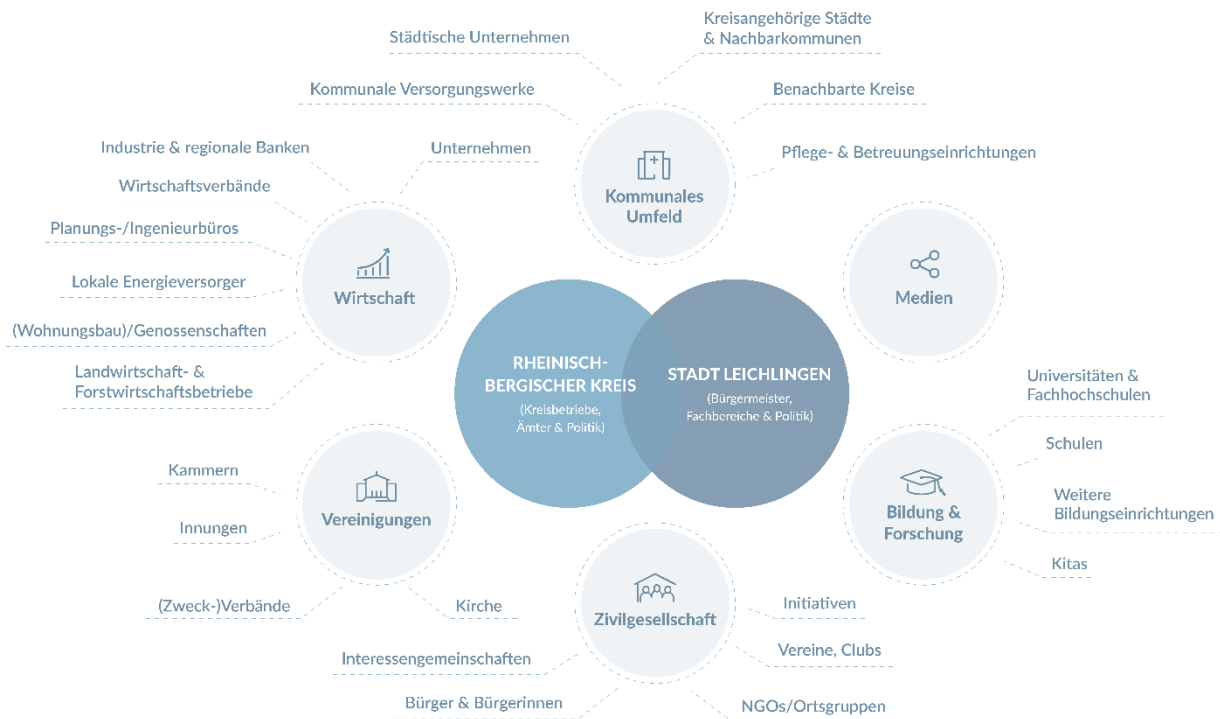 Kreisangehörige Städte
& Nachbarkommunen
Städtische Unternehmen
Kommunale Versorgungswerke
Benachbarte Kreise
Pflege- & Betreuungseinrichtungen
Kommunales
Umfeld
Industrie & regionale Banken
Unternehmen
Wirtschaftsverbände
Planungs-/Ingenieurbüros
Lokale Energieversorger
(Wohnungsbau)/Genossenschaften
Landwirtschaft- &
Forstwirtschaftsbetriebe
Wirtschaft
Medien
RHEINISCH-
BERGISCHER KREIS
(Kreisbetriebe,
Ämter & Politik)
STADT LEICHLINGEN
(Bürgermeister,
Fachbereiche & Politik)
Universitäten &
Fachhochschulen
Schulen
Weitere
Bildungseinrichtungen
Kitas
Bildung &
Forschung
Kammern
Innungen
(Zweck-)Verbände
Kirche
Vereinigungen
Zivilgesellschaft
Initiativen
Vereine, Clubs
NGOs/Ortsgruppen
Interessengemeinschaften
Bürger & Bürgerinnen